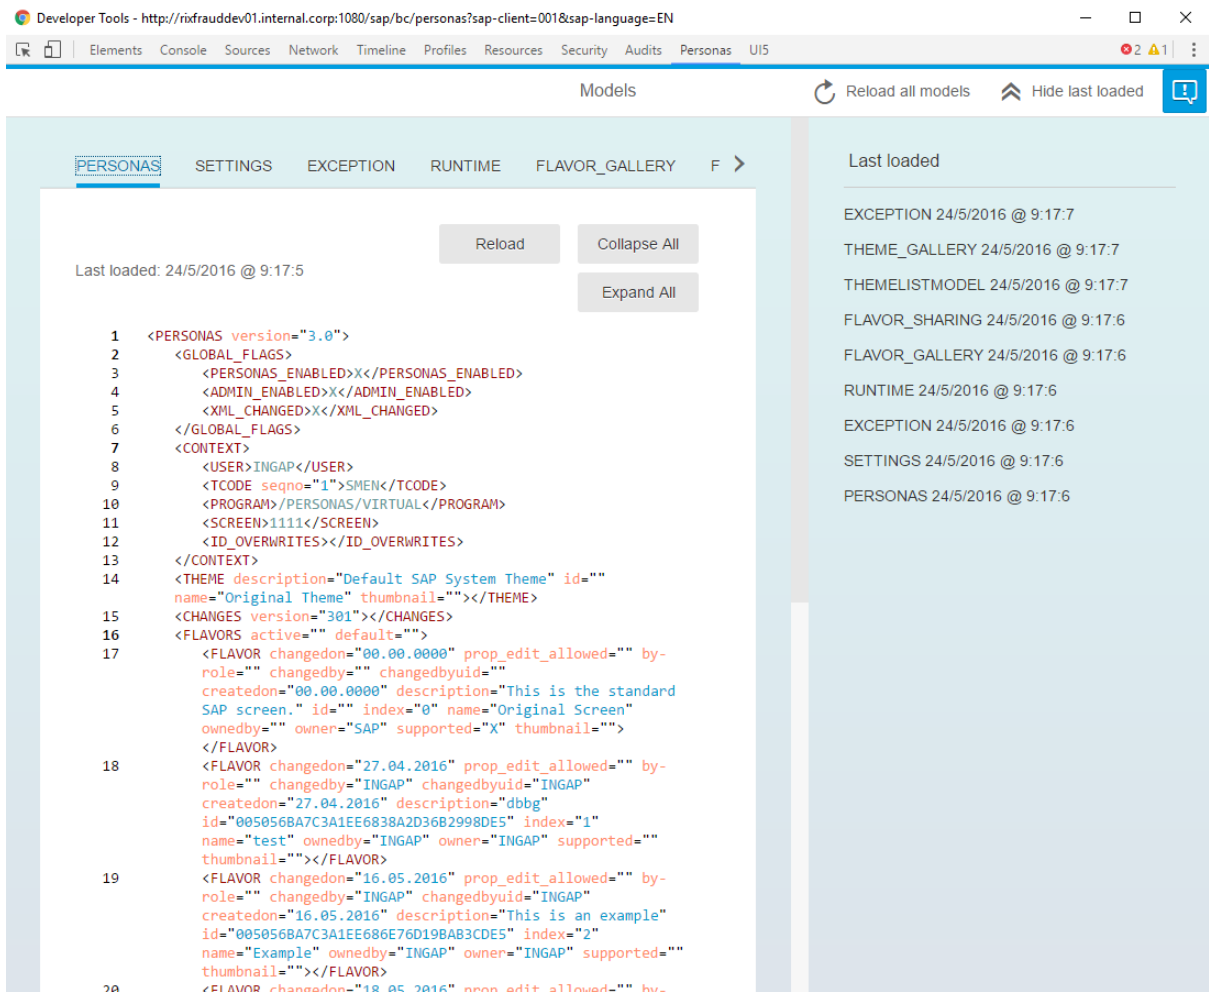 Developer Tools - http://rixfrauddev01.internal.corp:1080/sap/bc/personas?sap-client=001&sap-language=EN
Elements Console Sources Network Timeline Profiles Resources Security Audits Personas UI5 2 1
Models Reload all models Hide last loaded
PERSONAS SETTINGS EXCEPTION RUNTIME FLAVOR_GALLERY F
Reload Collapse All
Last loaded: 24/5/2016 @ 9:17:5
Expand All
1 <PERSONAS version="3.0">
2 <GLOBAL_FLAGS>
3 <PERSONAS_ENABLED>X</PERSONAS_ENABLED>
4 <ADMIN_ENABLED>X</ADMIN_ENABLED>
5 <XML_CHANGED>X</XML_CHANGED>
6 </GLOBAL_FLAGS>
7 <CONTEXT>
8 <USER>INGAP</USER>
9 <TCODE seqno="1">SMEN</TCODE>
10 <PROGRAM>/PERSONAS/VIRTUAL</PROGRAM>
11 <SCREEN>1111</SCREEN>
12 <ID_OVERWRITES></ID_OVERWRITES>
13 </CONTEXT>
14 <THEME description="Default SAP System Theme" id=""
name="Original Theme" thumbnail=""></THEME>
15 <CHANGES version="301"></CHANGES>
16 <FLAVORS active="" default="">
17 <FLAVOR changedon="00.00.0000" prop_edit_allowed="" by-
role="" changedby="" changedbyuid=""
createdon="00.00.0000" description="This is the standard
SAP screen." id="" index="0" name="Original Screen"
ownedby="" owner="SAP" supported="X" thumbnail="">
</FLAVOR>
18 <FLAVOR changedon="27.04.2016" prop_edit_allowed="" by-
role="" changedby="INGAP" changedbyuid="INGAP"
createdon="27.04.2016" description="dbbg"
id="005056BA7C3A1EE6838A2D36B2998DE5" index="1"
name="test" ownedby="INGAP" owner="INGAP" supported=""
thumbnail=""></FLAVOR>
19 <FLAVOR changedon="16.05.2016" prop_edit_allowed="" by-
role="" changedby="INGAP" changedbyuid="INGAP"
createdon="16.05.2016" description="This is an example"
id="005056BA7C3A1EE686E76D19BAB3CDE5" index="2"
name="Example" ownedby="INGAP" owner="INGAP" supported=""
thumbnail=""></FLAVOR>
20 <FLAVOR changedon="18.05.2016" prop_edit_allowed="" by-
Last loaded
EXCEPTION 24/5/2016 @ 9:17:7
THEME_GALLERY 24/5/2016 @ 9:17:7
THEMELISTMODEL 24/5/2016 @ 9:17:7
FLAVOR_SHARING 24/5/2016 @ 9:17:6
FLAVOR_GALLERY 24/5/2016 @ 9:17:6
RUNTIME 24/5/2016 @ 9:17:6
EXCEPTION 24/5/2016 @ 9:17:6
SETTINGS 24/5/2016 @ 9:17:6
PERSONAS 24/5/2016 @ 9:17:6